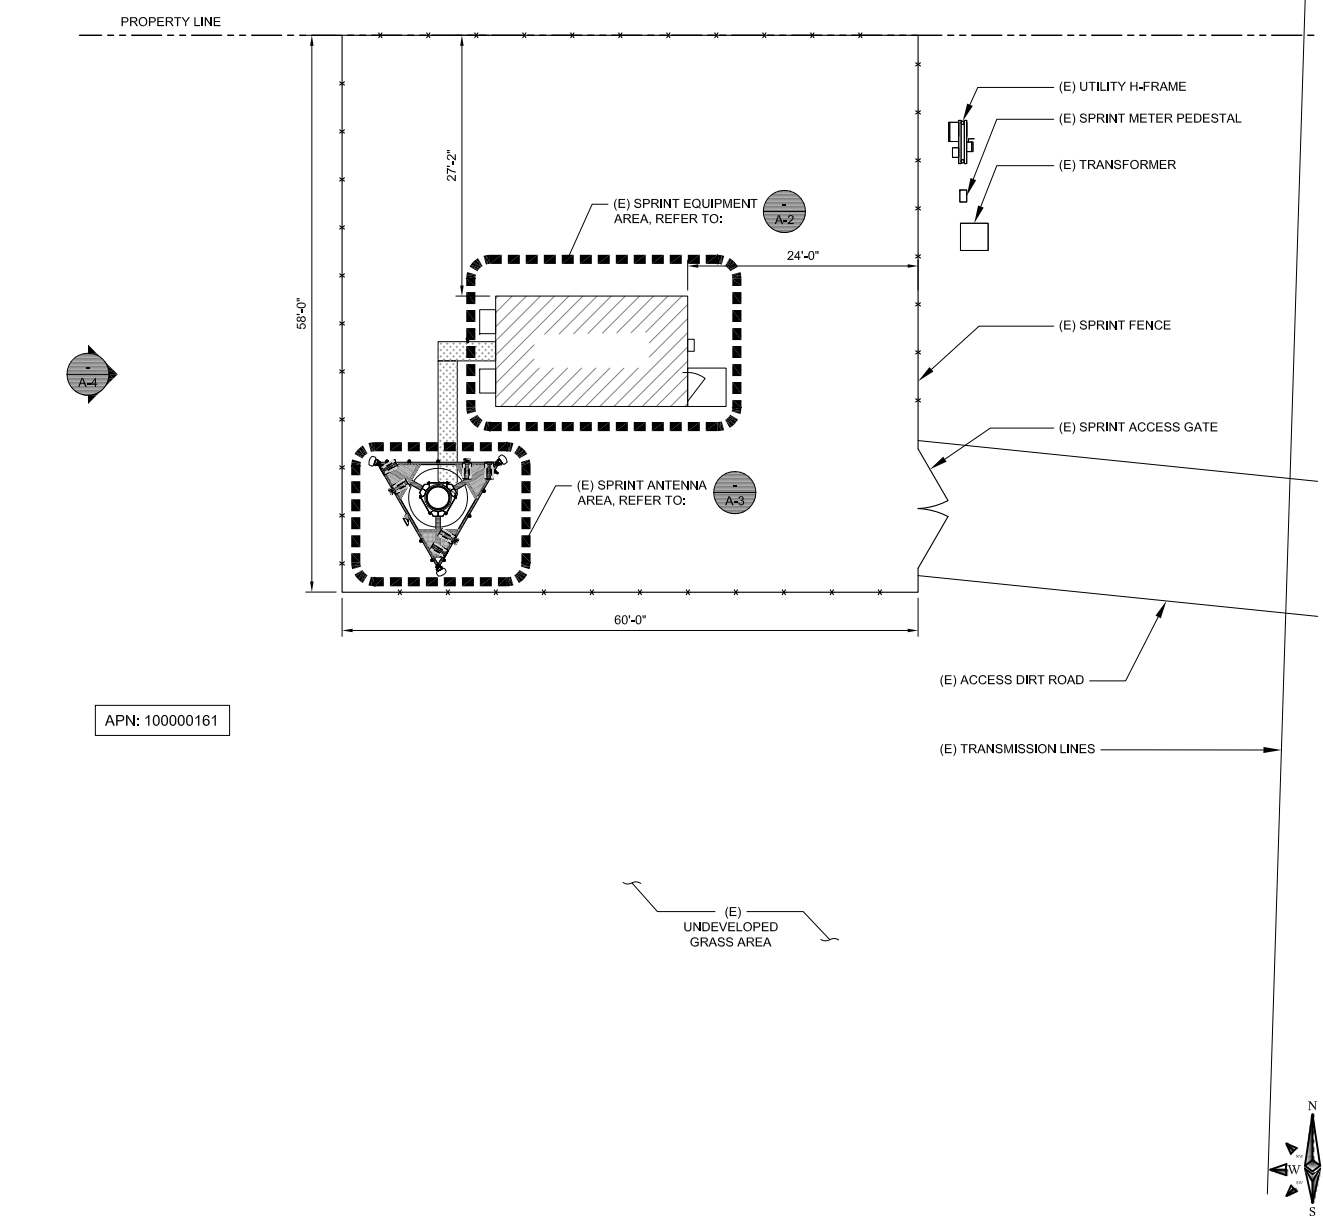 PROPERTY LINE
(E) UTILITY H-FRAME
(E) SPRINT METER PEDESTAL
(E) TRANSFORMER
27'-2"
(E) SPRINT EQUIPMENT
AREA, REFER TO:
-
A-2
24'-0"
58'-0"
(E) SPRINT FENCE
-
A-4
(E) SPRINT ACCESS GATE
(E) SPRINT ANTENNA
AREA, REFER TO:
-
A-3
60'-0"
(E) ACCESS DIRT ROAD
APN: 100000161
(E) TRANSMISSION LINES
(E)
UNDEVELOPED
GRASS AREA
N
NW
W
SW
S